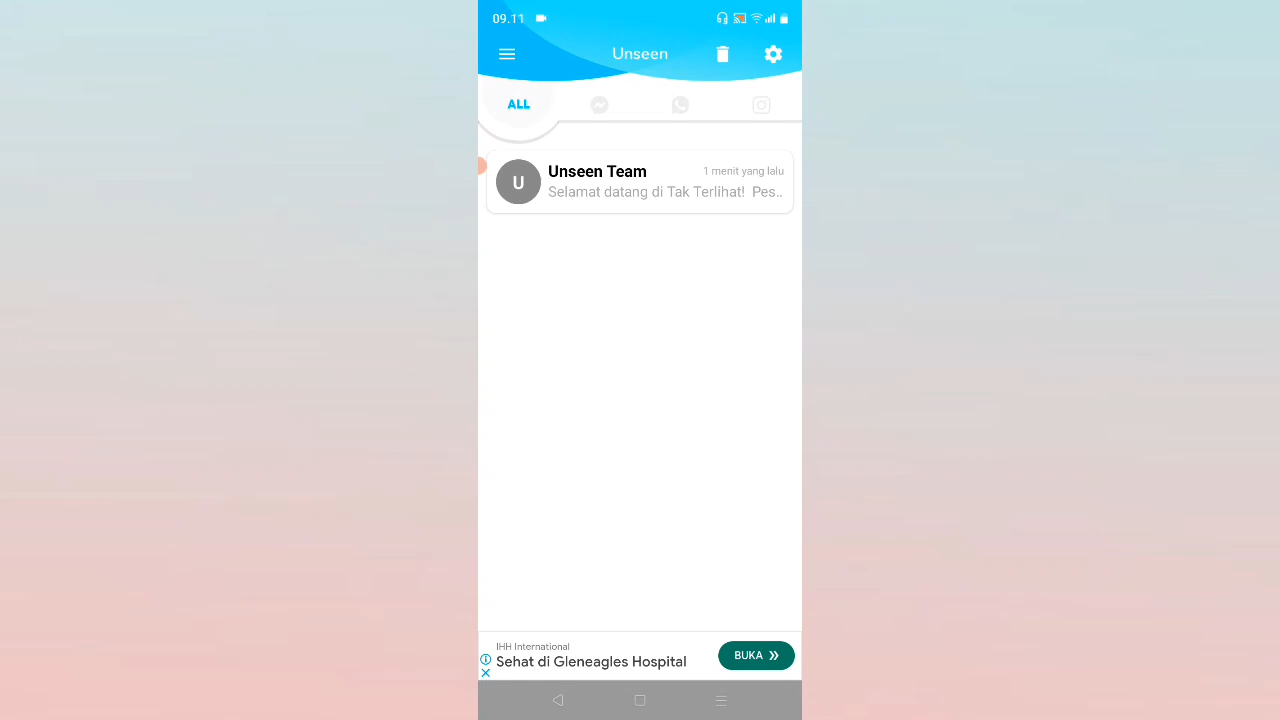 09.11
Unseen
ALL
U
Unseen Team
1 menit yang lalu
Selamat datang di Tak Terlihat!  Pes..
IHH International
Sehat di Gleneagles Hospital
BUKA